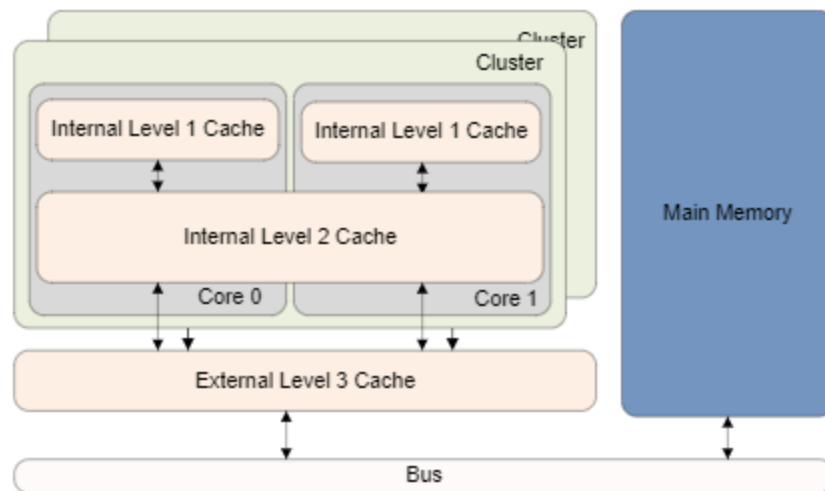 Cluster
Cluster
Internal Level 1 Cache
Internal Level 1 Cache
Main Memory
Internal Level 2 Cache
Core 0
Core 1
External Level 3 Cache
Bus